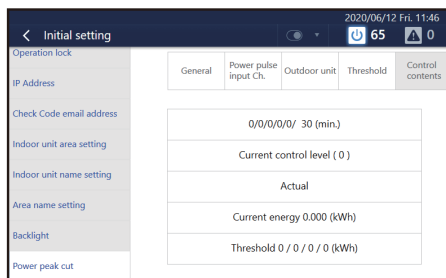 2020/06/12 Fri. 11:46
Initial setting
65
0
Operation lock
IP Address
Check Code email address
Indoor unit area setting
Indoor unit name setting
Area name setting
Backlight
Power peak cut
General
Power pulse
input Ch.
Outdoor unit
Threshold
Control
contents
0/0/0/0/0/ 30 (min.)
Current control level ( 0 )
Actual
Current energy 0.000 (kWh)
Threshold 0 / 0 / 0 / 0 (kWh)